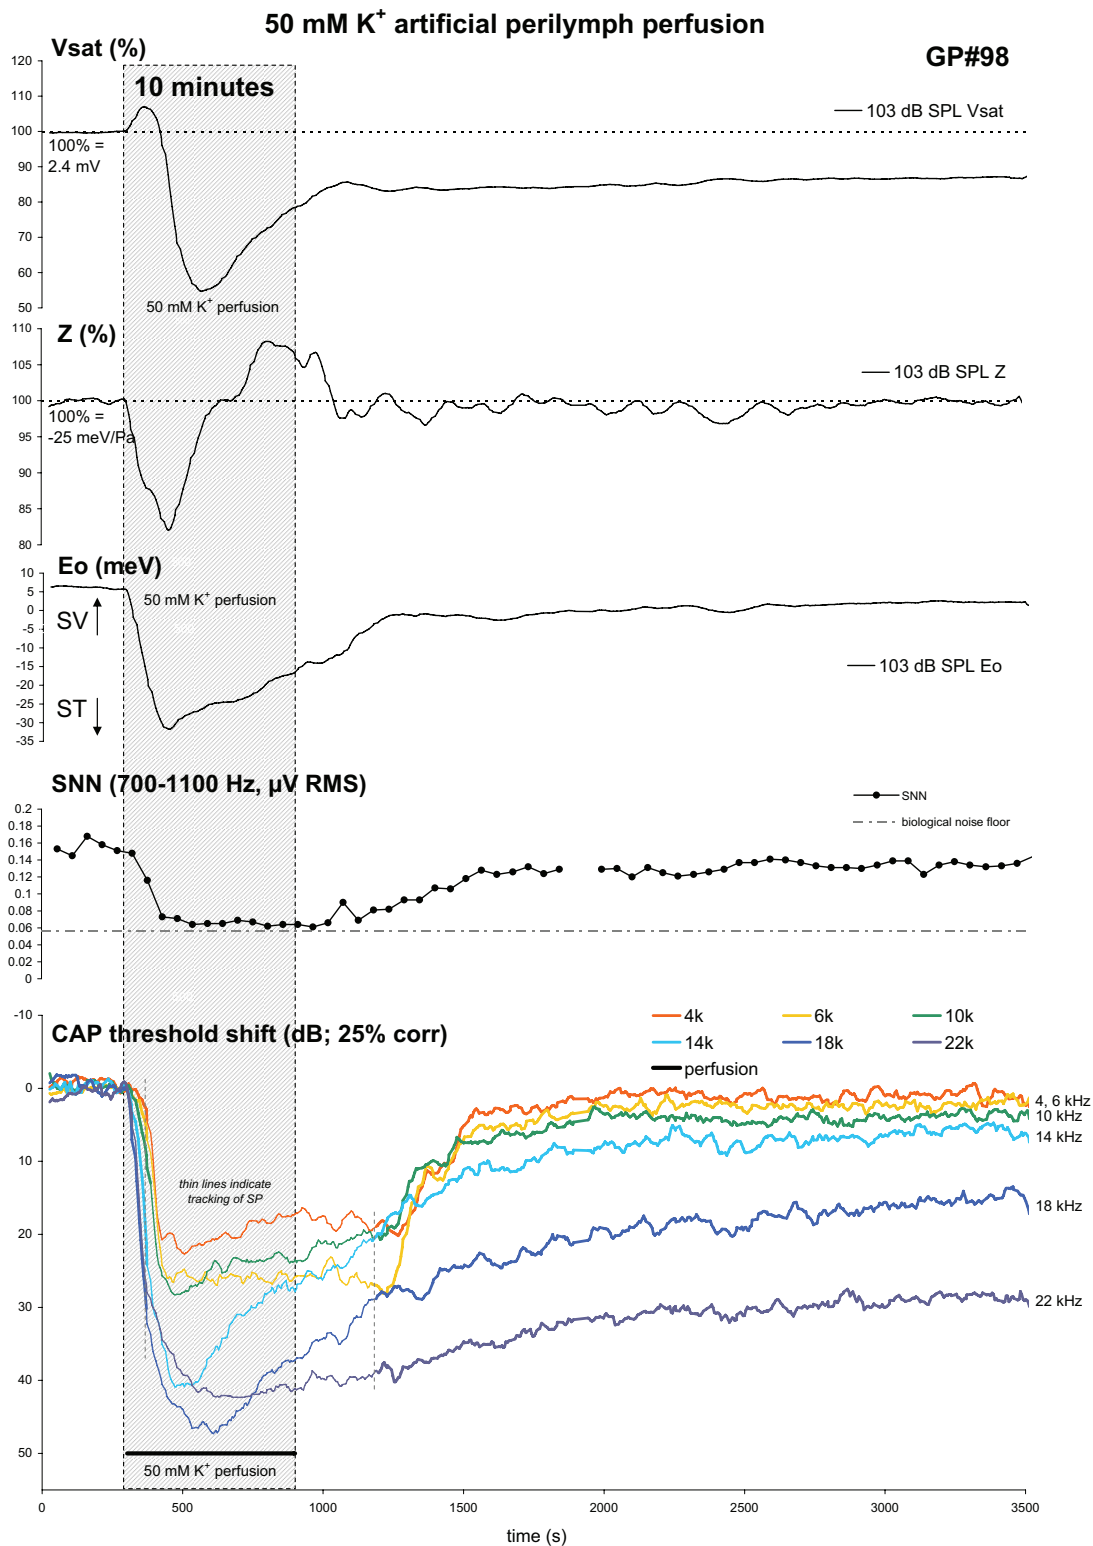 50 mM K+ artificial perilymph perfusion
GP#98
Vsat (%)
10 minutes
120
110
100
90
80
70
60
50
100% =
2.4 mV
103 dB SPL Vsat
50 mM K+ perfusion
Z (%)
110
105
100
95
90
85
80
100% =
-25 meV/Pa
103 dB SPL Z
Eo (meV)
10
5
0
-5
-10
-15
-20
-25
-30
-35
50 mM K+ perfusion
SV
ST
103 dB SPL Eo
SNN (700-1100 Hz, µV RMS)
0.2
0.18
0.16
0.14
0.12
0.1
0.08
0.06
0.04
0.02
0
SNN
biological noise floor
CAP threshold shift (dB; 25% corr)
-10
0
10
20
30
40
50
4k
6k
10k
14k
18k
22k
perfusion
thin lines indicate
tracking of SP
4, 6 kHz
10 kHz
14 kHz
18 kHz
22 kHz
50 mM K+ perfusion
0
500
1000
1500
2000
2500
3000
3500
time (s)